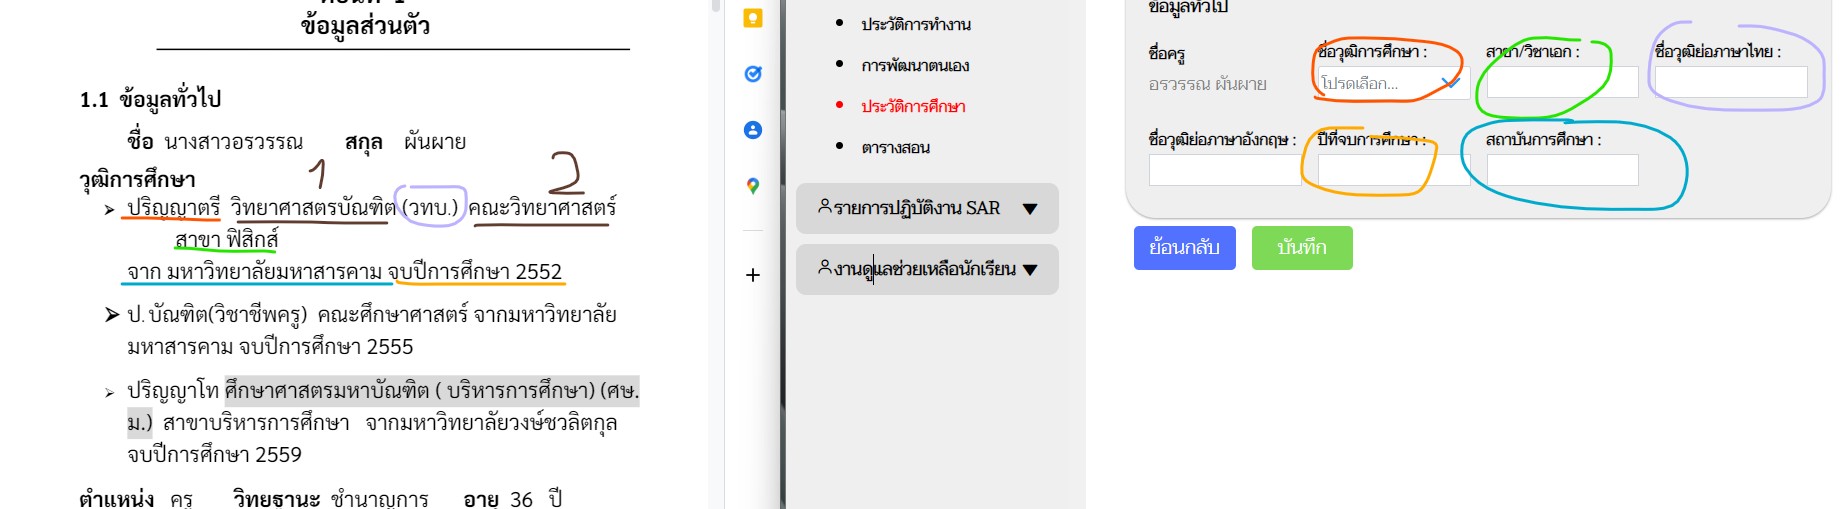 ข้อมูลส่วนตัว
1.1 ข้อมูลทั่วไป
ชื่อ นางสาวอรวรรณ สกุล ผันผาย
วุฒิการศึกษา
1 2
➢ ปริญญาตรี วิทยาศาสตรบัณฑิต (วทบ.) คณะวิทยาศาสตร์
สาขา ฟิสิกส์
จาก มหาวิทยาลัยมหาสารคาม จบปีการศึกษา 2552
➢ ป.บัณฑิต(วิชาชีพครู) คณะศึกษาศาสตร์ จากมหาวิทยาลัย
มหาสารคาม จบปีการศึกษา 2555
➢ ปริญญาโท ศึกษาศาสตรมหาบัณฑิต ( บริหารการศึกษา) (ศษ.
ม.) สาขาบริหารการศึกษา จากมหาวิทยาลัยวงษ์ชวลิตกุล
จบปีการศึกษา 2559
ตำแหน่ง ครู วิทยฐานะ ชำนาญการ อายุ 36 ปี
• ประวัติการทำงาน
• การพัฒนาตนเอง
• ประวัติการศึกษา
• ตารางสอน
รายการปฏิบัติงาน SAR ▼
งานดูแลช่วยเหลือนักเรียน ▼
ข้อมูลทั่วไป
ชื่อครู ชื่อวุฒิการศึกษา : สาขา/วิชาเอก : ชื่อวุฒิย่อภาษาไทย :
อรวรรณ ผันผาย โปรดเลือก...
ชื่อวุฒิย่อภาษาอังกฤษ : ปีที่จบการศึกษา : สถาบันการศึกษา :
ย้อนกลับ บันทึก